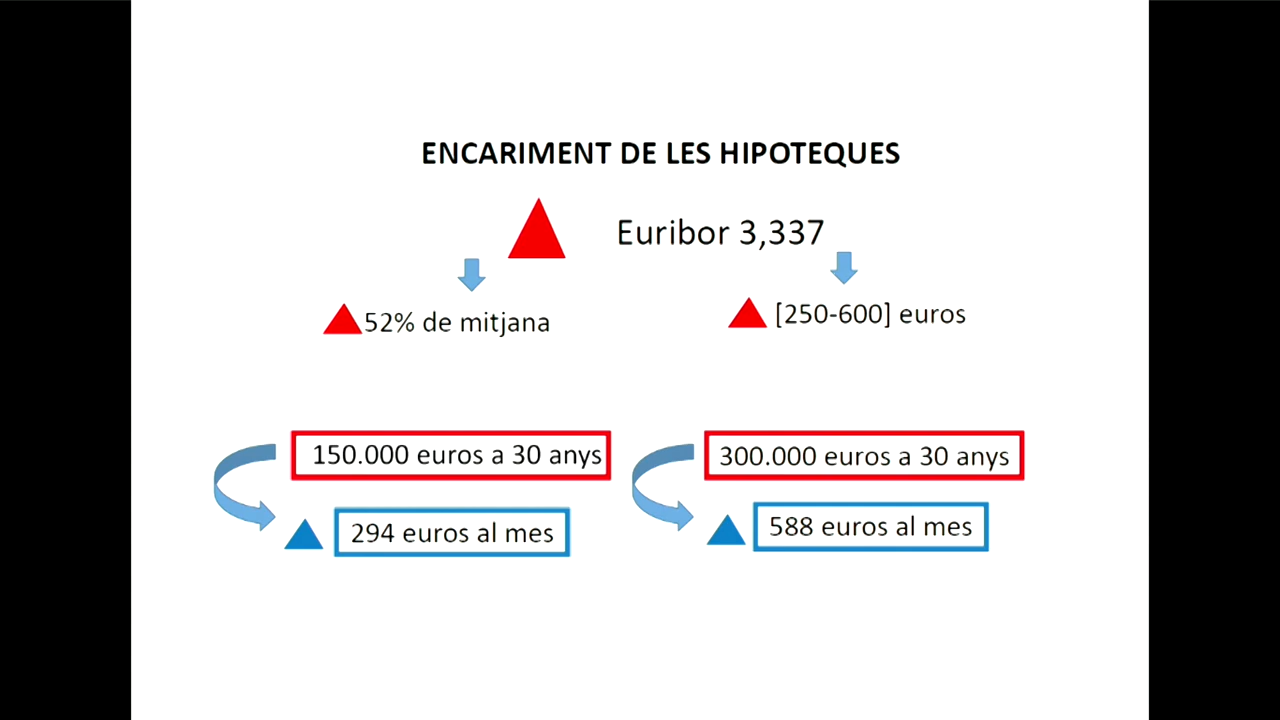 ENCARIMENT DE LES HIPOTEQUES
Euribor 3,337
52% de mitjana
[250-600] euros
150.000 euros a 30 anys
294 euros al mes
300.000 euros a 30 anys
588 euros al mes